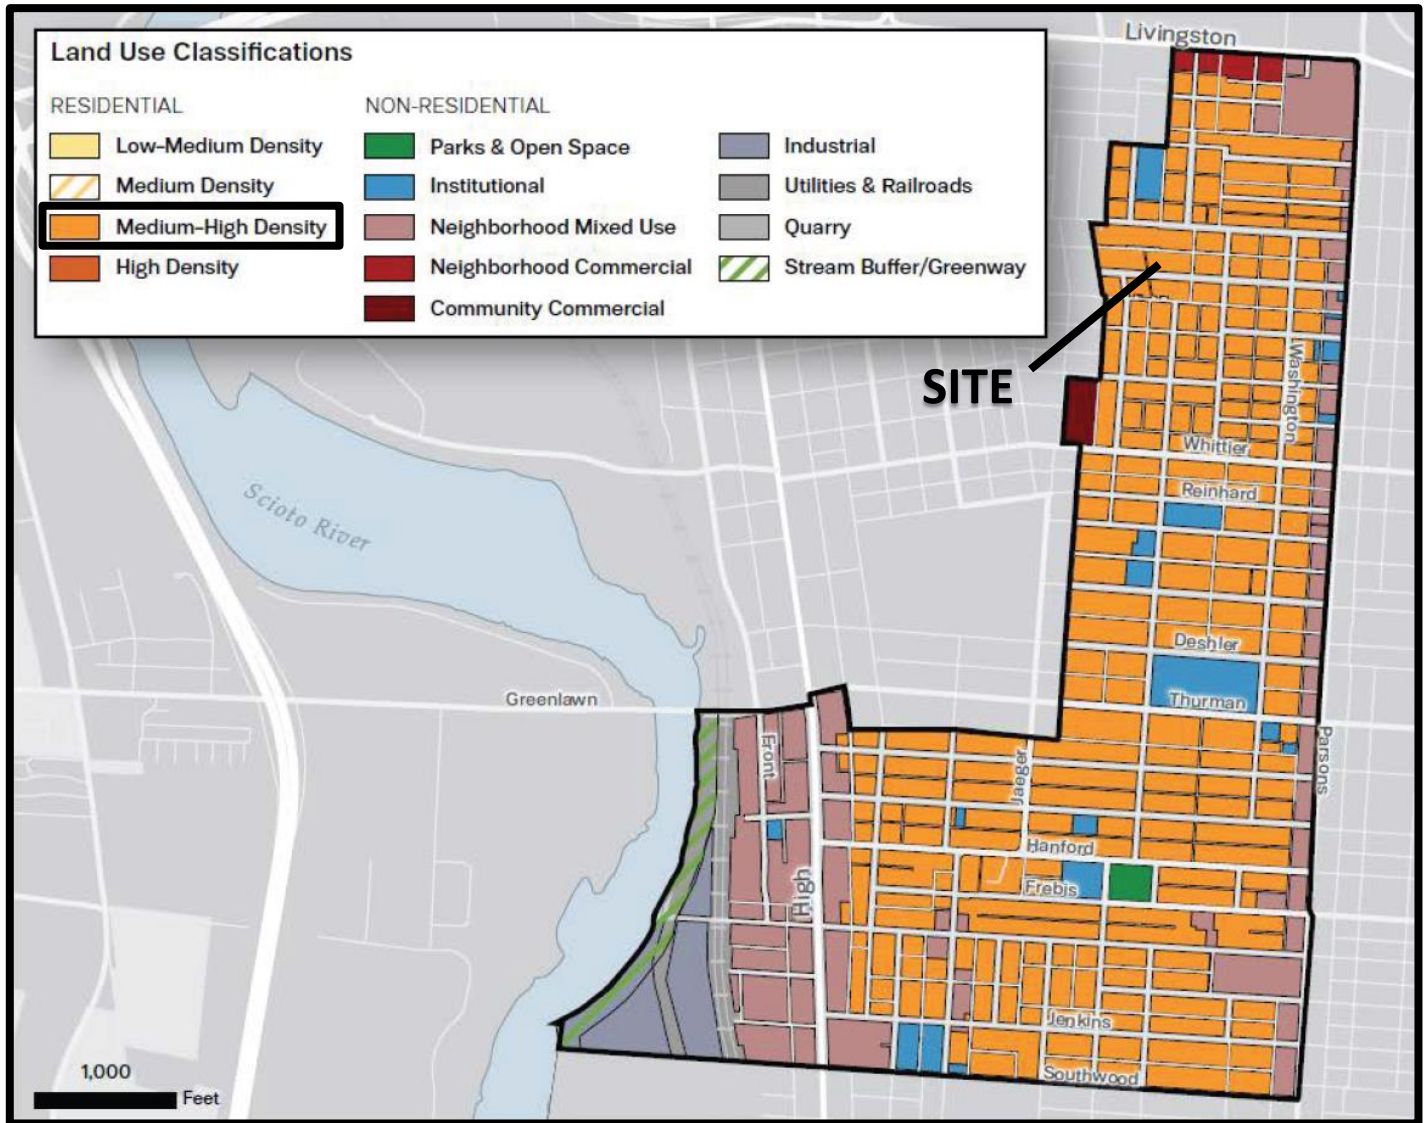 Land Use Classifications
RESIDENTIAL
Low-Medium Density
Medium Density
Medium-High Density
High Density
NON-RESIDENTIAL
Parks & Open Space
Institutional
Neighborhood Mixed Use
Neighborhood Commercial
Community Commercial
Industrial
Utilities & Railroads
Quarry
Stream Buffer/Greenway
Livingston
SITE
Washington
Whittier
Reinhard
Scioto River
Deshler
Greenlawn
Thurman
Front
Jaeger
Parsons
Hanford
High
Frebis
Jenkins
Southwood
1,000
Feet